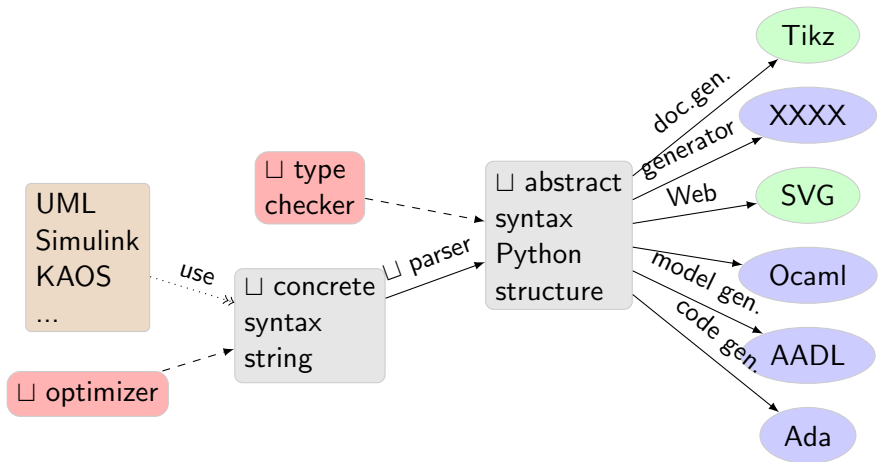 UML
Simulink
KAOS
...
use
⊔ optimizer
⊔ type
checker
⊔ concrete
syntax
string
⊔ parser
⊔ abstract
syntax
Python
structure
doc.gen.
generator
Web
model gen.
code gen.
Tikz
XXXX
SVG
Ocaml
AADL
Ada